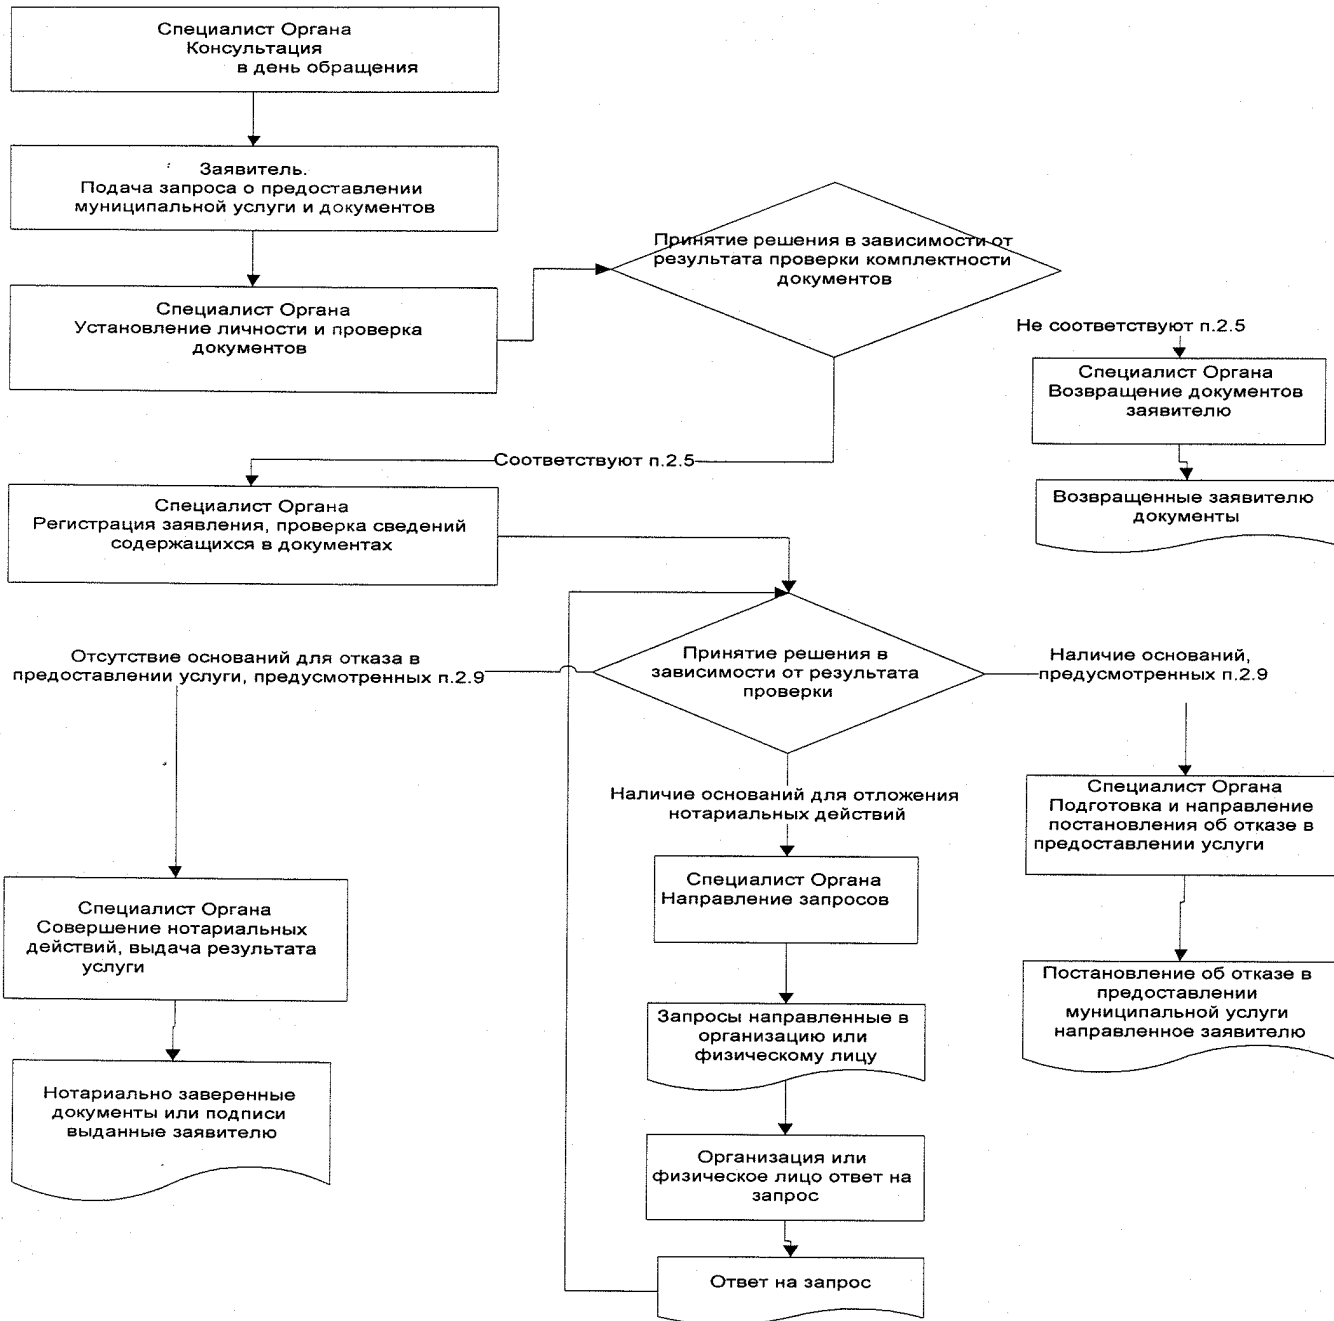 Специалист Органа
Консультация
в день обращения
Заявитель.
Подача запроса о предоставлении
муниципальной услуги и документов
Специалист Органа
Установление личности и проверка
документов
Принятие решения в зависимости от
результата проверки комплектности
документов
Не соответствуют п.2.5
Специалист Органа
Возвращение документов
заявителю
Возвращенные заявителю
документы
Соответствуют п.2.5
Специалист Органа
Регистрация заявления, проверка сведений
содержащихся в документах
Принятие решения в
зависимости от результата
проверки
Отсутствие оснований для отказа в
предоставлении услуги, предусмотренных п.2.9
Наличие оснований,
предусмотренных п.2.9
Наличие оснований для отложения
нотариальных действий
Специалист Органа
Подготовка и направление
постановления об отказе в
предоставлении услуги
Специалист Органа
Направление запросов
Специалист Органа
Совершение нотариальных
действий, выдача результата
услуги
Постановление об отказе в
предоставлении
муниципальной услуги
направленное заявителю
Запросы направленные в
организацию или
физическому лицу
Нотариально заверенные
документы или подписи
выданные заявителю
Организация или
физическое лицо ответ на
запрос
Ответ на запрос